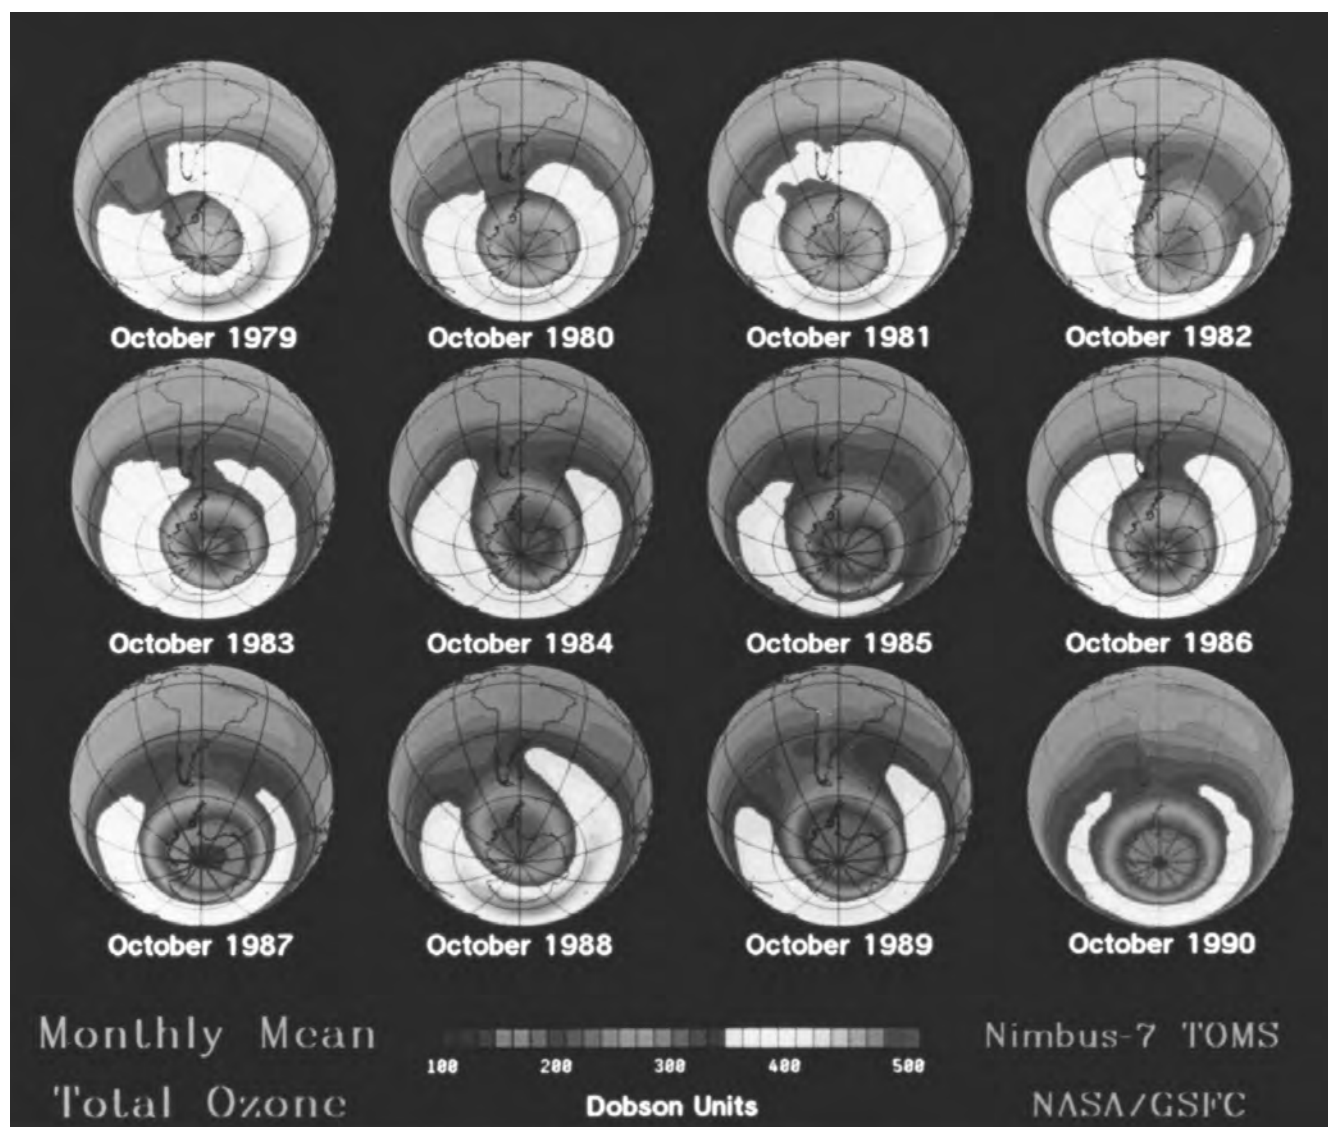 October 1979
October 1980
October 1981
October 1982
October 1983
October 1984
October 1985
October 1986
October 1987
October 1988
October 1989
October 1990
Monthly Mean
Total Ozone
100 200 300 400 500
Dobson Units
Nimbus-7 TOMS
NASA/GSFC